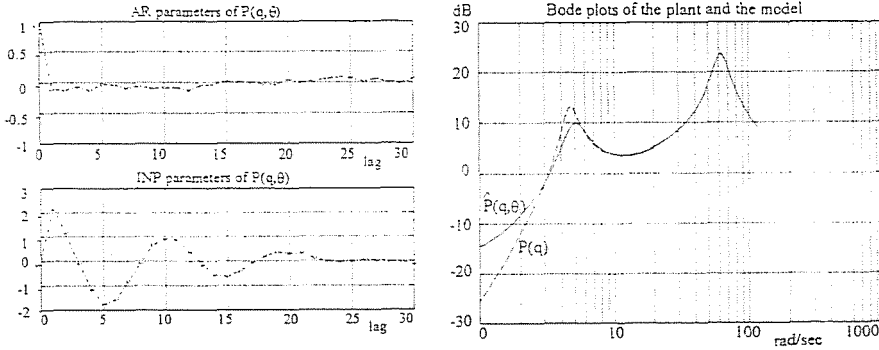 AR parameters of P(q,θ)
1
0.5
0
-0.5
-1
0 5 10 15 20 25 30
lag
INP parameters of P(q,θ)
3
2
1
0
-1
-2
0 5 10 15 20 25 30
lag
dB
Bode plots of the plant and the model
30
20
10
0
-10
-20
-30
P̂(q,θ)
P(q)
0 10 100 1000
rad/sec